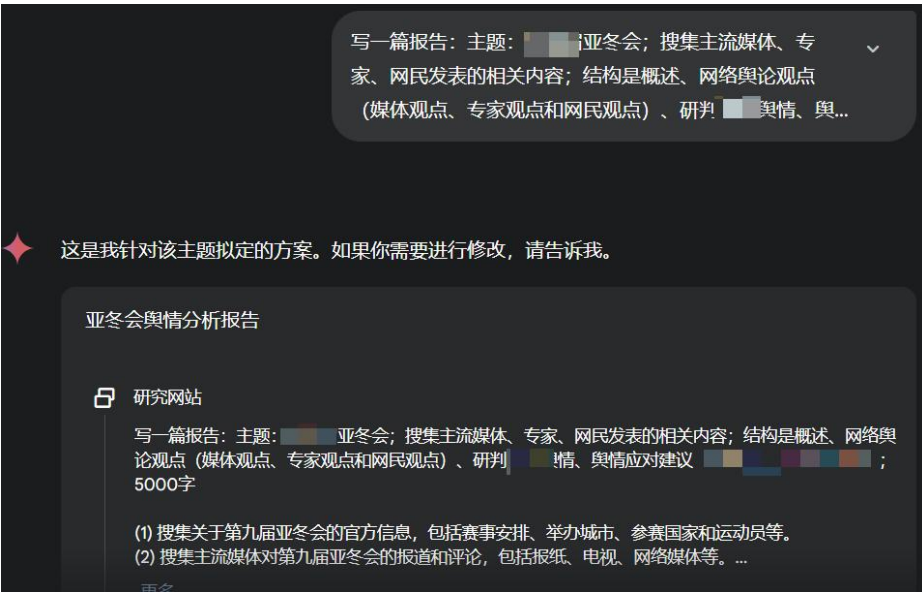 写一篇报告：主题： 亚冬会；搜集主流媒体、专
家、网民发表的相关内容；结构是概述、网络舆论观点
（媒体观点、专家观点和网民观点）、研判 舆情、舆...
这是我针对该主题拟定的方案。如果你需要进行修改，请告诉我。
亚冬会舆情分析报告
研究网站
写一篇报告：主题： 亚冬会；搜集主流媒体、专家、网民发表的相关内容；结构是概述、网络舆
论观点（媒体观点、专家观点和网民观点）、研判 情、舆情应对建议 ；
5000字
(1) 搜集关于第九届亚冬会的官方信息，包括赛事安排、举办城市、参赛国家和运动员等。
(2) 搜集主流媒体对第九届亚冬会的报道和评论，包括报纸、电视、网络媒体等。...
更多